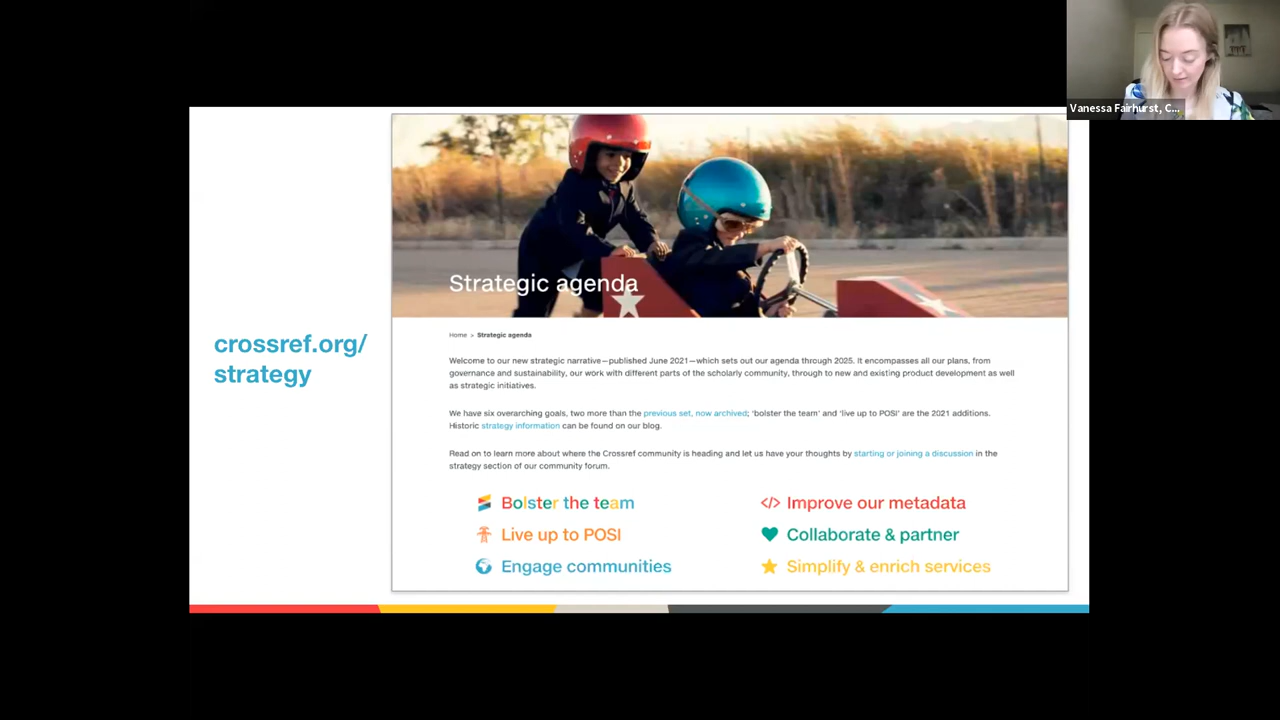 Vanessa Fairhurst, C...
crossref.org/
strategy
Strategic agenda
Home > Strategic agenda
Welcome to our new strategic narrative—published June 2021—which sets out our agenda through 2025. It encompasses all our plans, from
governance and sustainability, our work with different parts of the scholarly community, through to new and existing product development as well
as strategic initiatives.
We have six overarching goals, two more than the previous set, now archived; 'bolster the team' and 'live up to POSI' are the 2021 additions.
Historic strategy information can be found on our blog.
Read on to learn more about where the Crossref community is heading and let us have your thoughts by starting or joining a discussion in the
strategy section of our community forum.
Bolster the team
Live up to POSI
Engage communities
</> Improve our metadata
Collaborate & partner
Simplify & enrich services